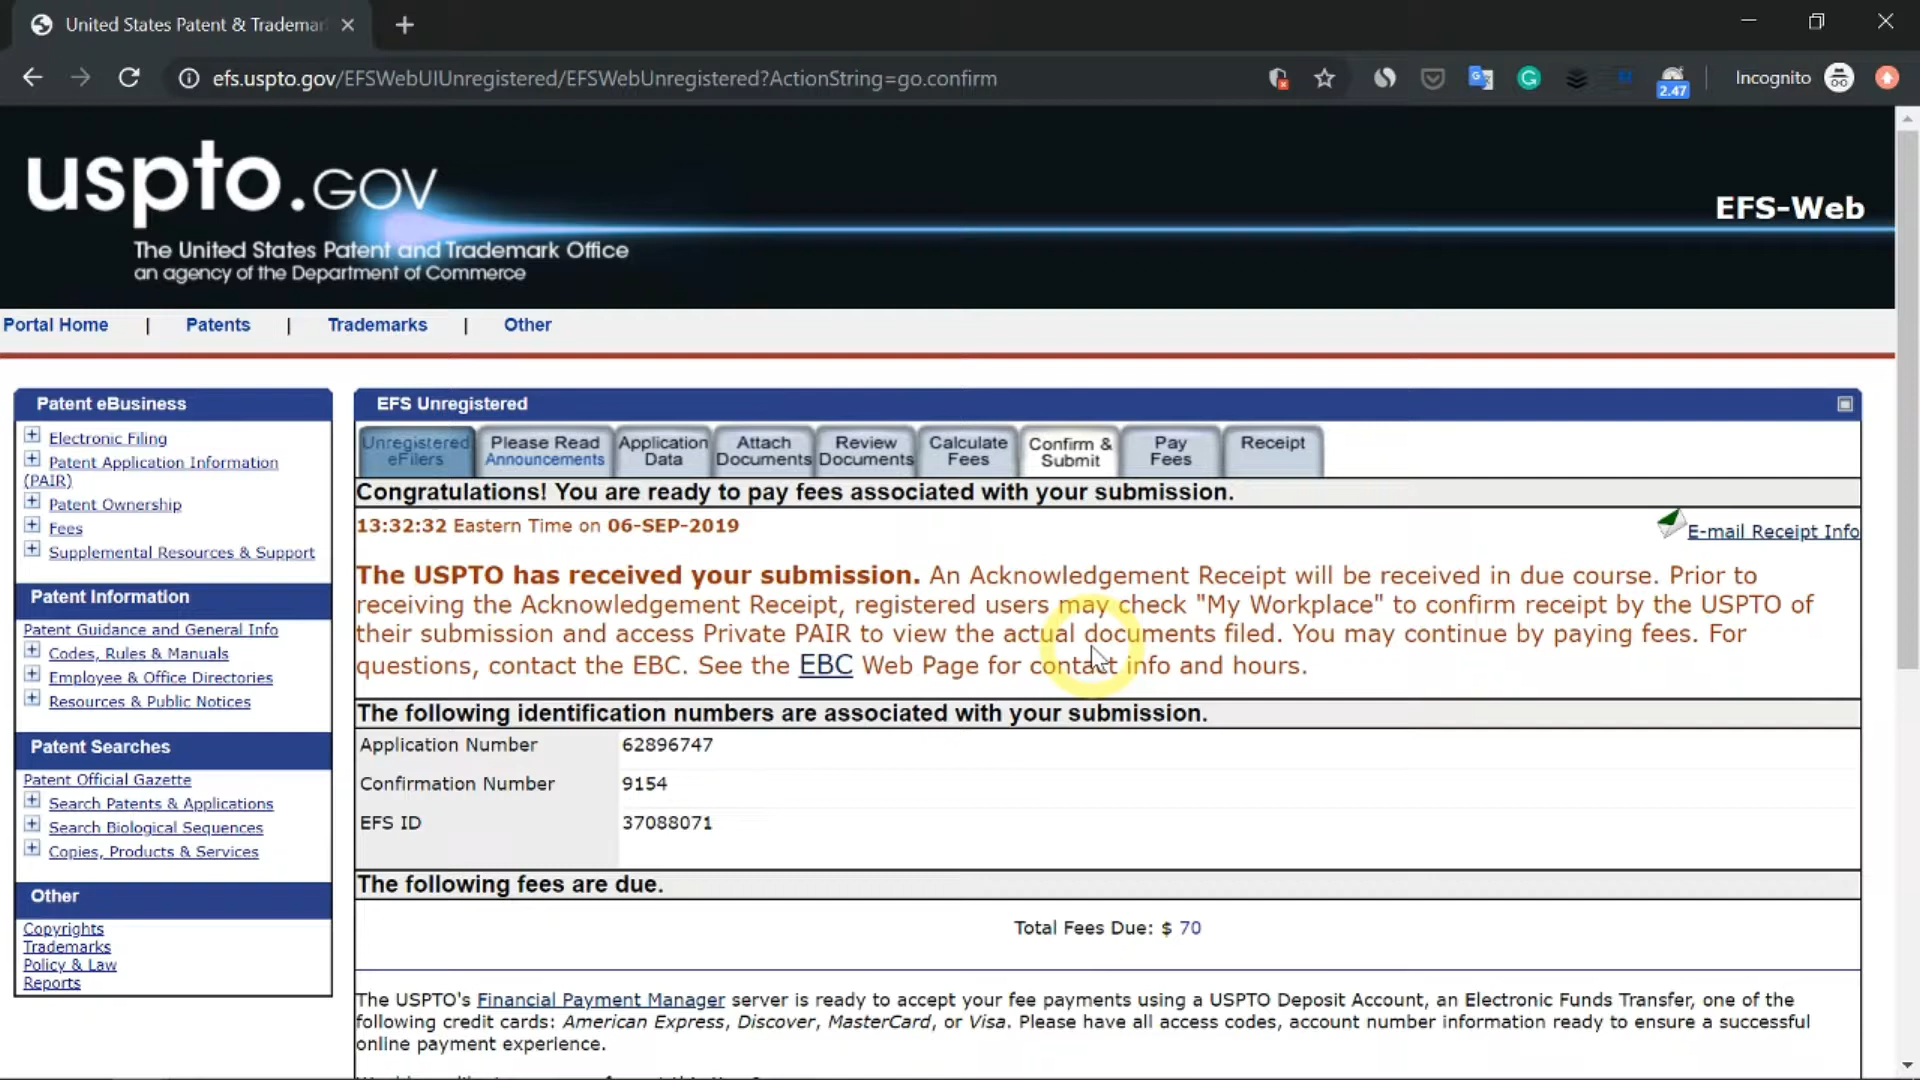 United States Patent & Tradema
efs.uspto.gov/EFSWebUIUnregistered/EFSWebUnregistered?ActionString=go.confirm
2.47
Incognito
uspto.GOV
EFS-Web
The United States Patent and Trademark Office
an agency of the Department of Commerce
Portal Home | Patents | Trademarks | Other
Patent eBusiness
Electronic Filing
Patent Application Information
(PAIR)
Patent Ownership
Fees
Supplemental Resources & Support
Patent Information
Patent Guidance and General Info
Codes, Rules & Manuals
Employee & Office Directories
Resources & Public Notices
Patent Searches
Patent Official Gazette
Search Patents & Applications
Search Biological Sequences
Copies, Products & Services
Other
Copyrights
Trademarks
Policy & Law
Reports
EFS Unregistered
Unregistered
eFilers
Please Read
Announcements
Application
Data
Attach
Documents
Review
Documents
Calculate
Fees
Confirm &
Submit
Pay
Fees
Receipt
Congratulations! You are ready to pay fees associated with your submission.
13:32:32 Eastern Time on 06-SEP-2019
E-mail Receipt Info
The USPTO has received your submission. An Acknowledgement Receipt will be received in due course. Prior to
receiving the Acknowledgement Receipt, registered users may check "My Workplace" to confirm receipt by the USPTO of
their submission and access Private PAIR to view the actual documents filed. You may continue by paying fees. For
questions, contact the EBC. See the EBC Web Page for contact info and hours.
The following identification numbers are associated with your submission.
Application Number 62896747
Confirmation Number 9154
EFS ID 37088071
The following fees are due.
Total Fees Due: $ 70
The USPTO's Financial Payment Manager server is ready to accept your fee payments using a USPTO Deposit Account, an Electronic Funds Transfer, one of the
following credit cards: American Express, Discover, MasterCard, or Visa. Please have all access codes, account number information ready to ensure a successful
online payment experience.